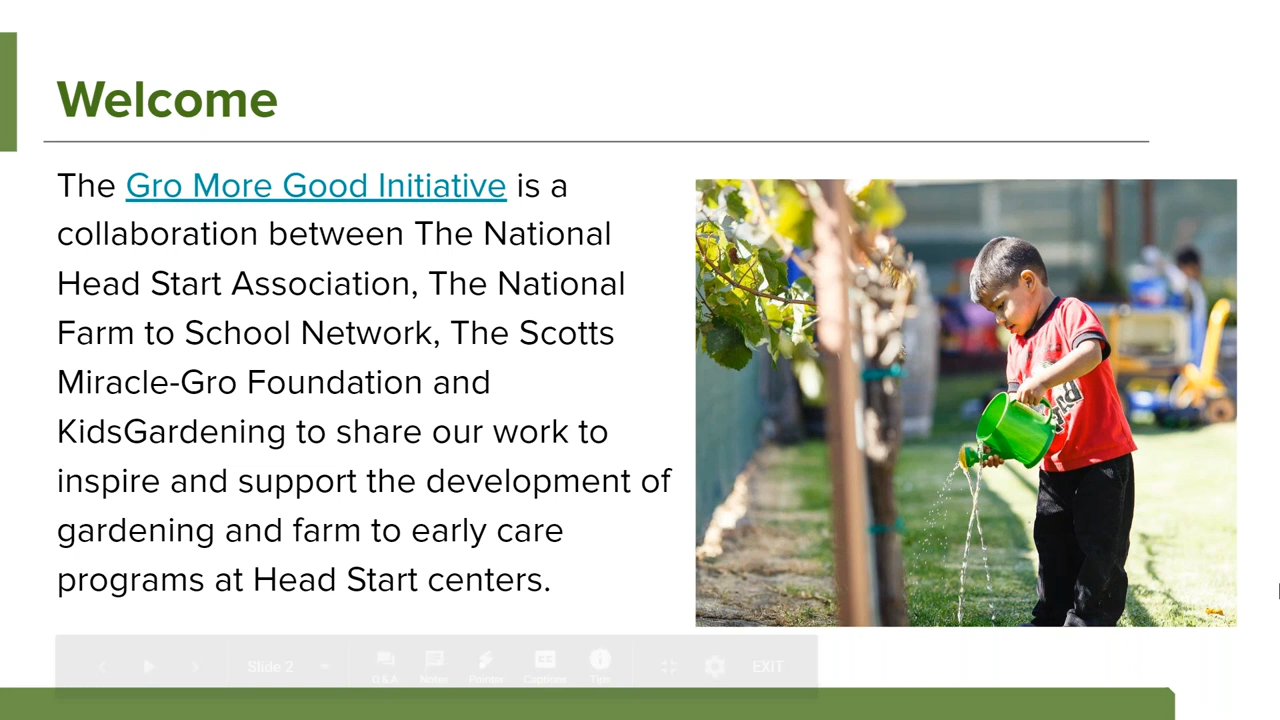 Welcome
The Gro More Good Initiative is a
collaboration between The National
Head Start Association, The National
Farm to School Network, The Scotts
Miracle-Gro Foundation and
KidsGardening to share our work to
inspire and support the development of
gardening and farm to early care
programs at Head Start centers.
Slide 2
Q & A Notes Pointer Captions Tips
EXIT